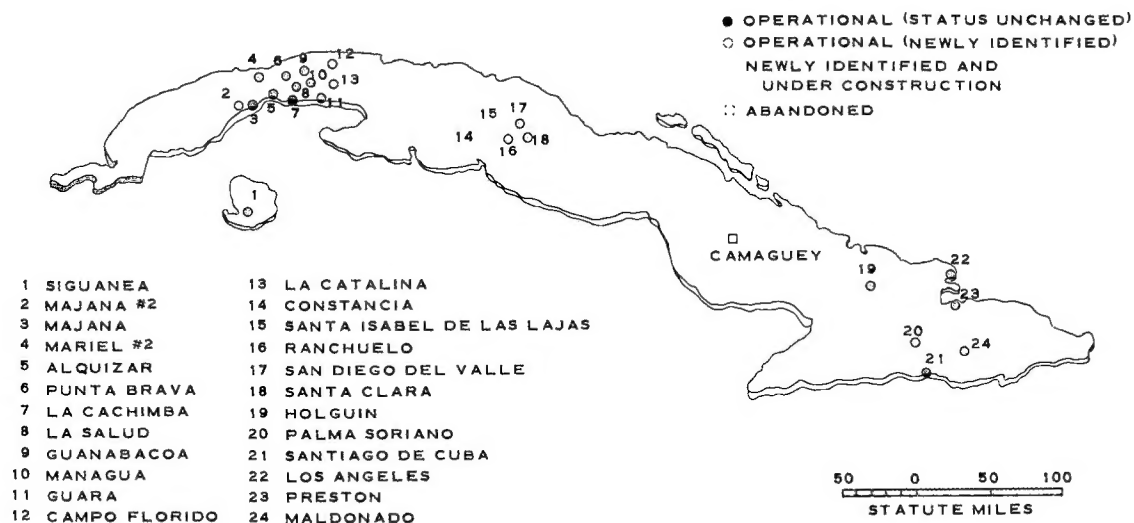 ● OPERATIONAL (STATUS UNCHANGED)
○ OPERATIONAL (NEWLY IDENTIFIED)
NEWLY IDENTIFIED AND
UNDER CONSTRUCTION
ABANDONED
12
9
4
6
10
13
8
2
3
5
7
11
17
15
14
16
18
1
CAMAGUEY
19
22
23
20
24
21
1 SIGUANEA
2 MAJANA #2
3 MAJANA
4 MARIEL #2
5 ALQUIZAR
6 PUNTA BRAVA
7 LA CACHIMBA
8 LA SALUD
9 GUANABACOA
10 MANAGUA
11 GUARA
12 CAMPO FLORIDO
13 LA CATALINA
14 CONSTANCIA
15 SANTA ISABEL DE LAS LAJAS
16 RANCHUELO
17 SAN DIEGO DEL VALLE
18 SANTA CLARA
19 HOLGUIN
20 PALMA SORIANO
21 SANTIAGO DE CUBA
22 LOS ANGELES
23 PRESTON
24 MALDONADO
50 0 50 100
STATUTE MILES